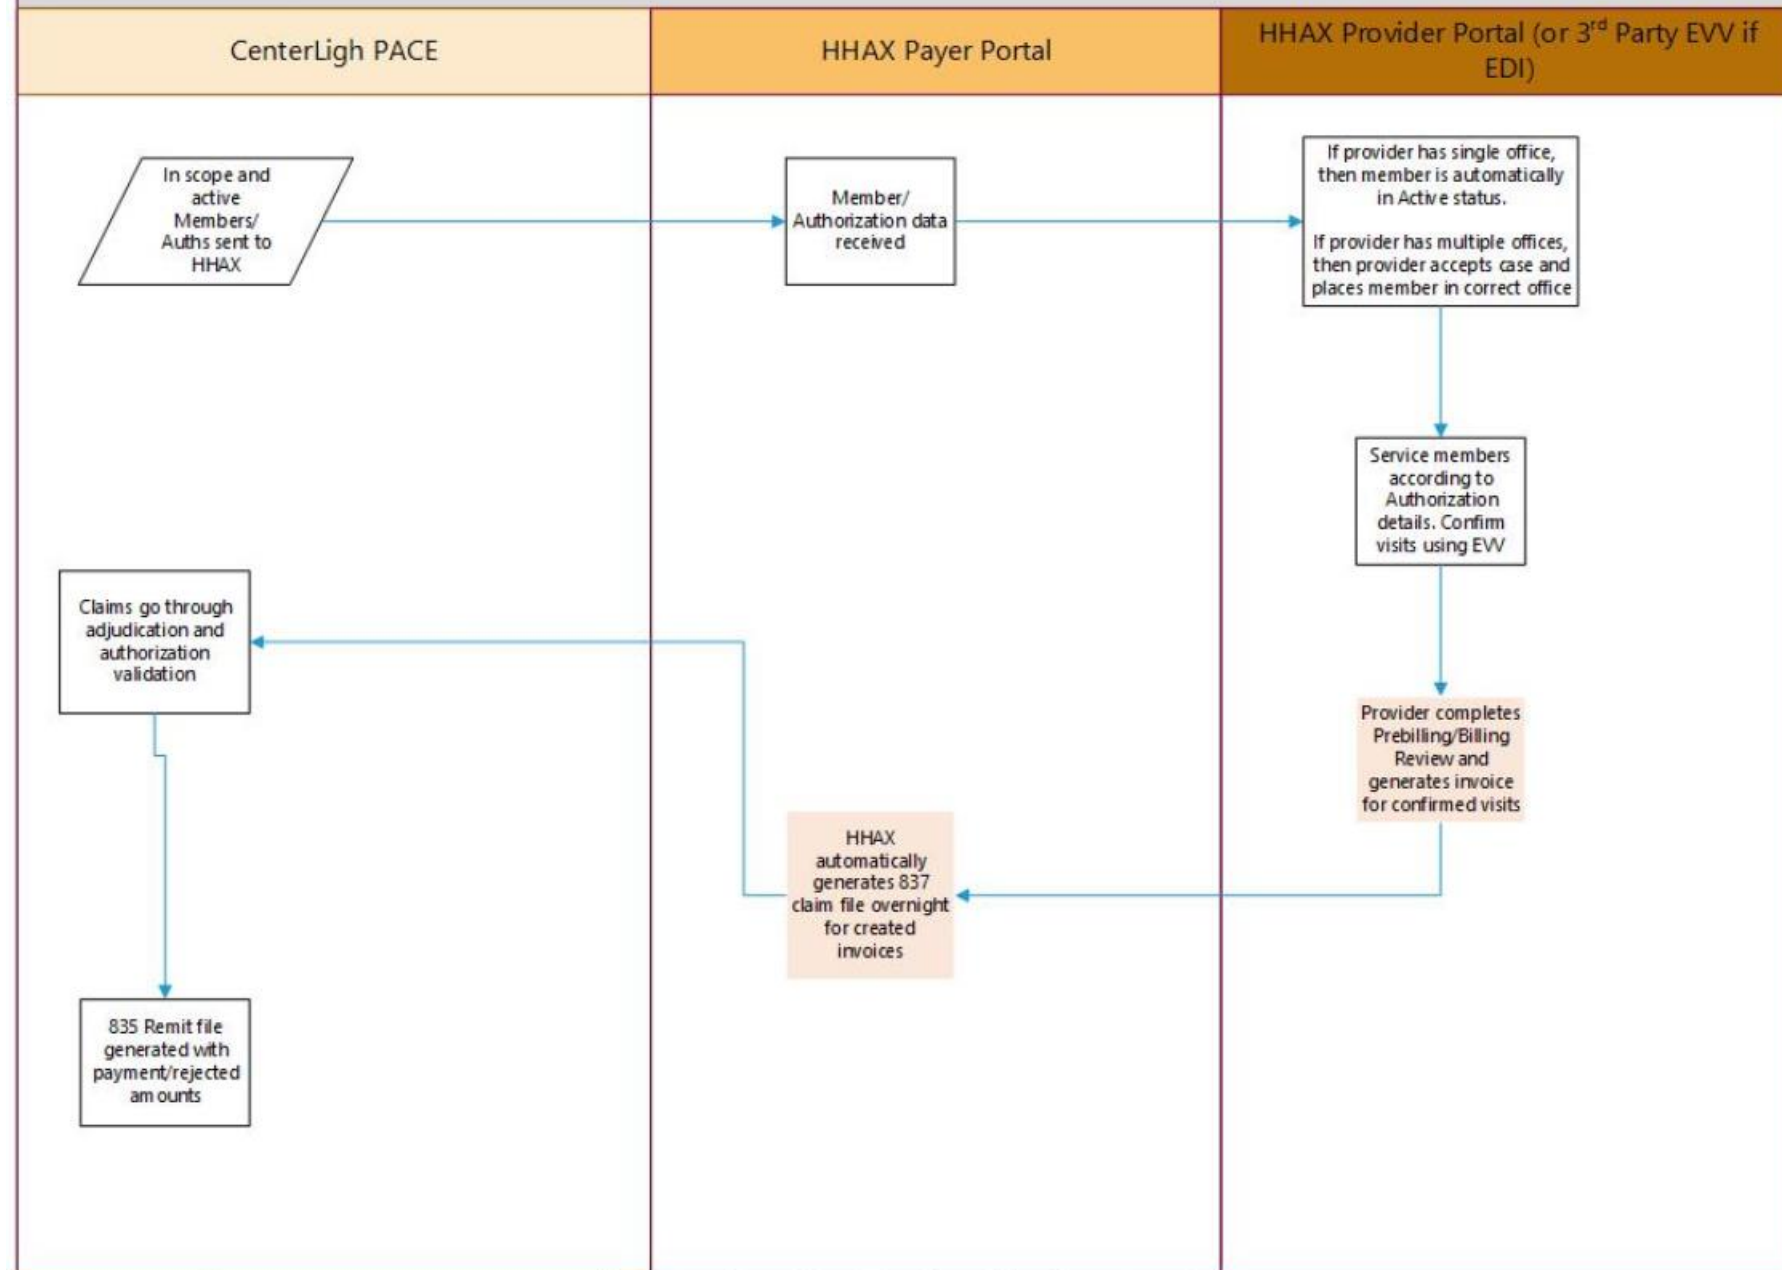 CenterLigh PACE
HHAX Payer Portal
HHAX Provider Portal (or 3rd Party EVV if
EDI)
In scope and
active
Members/
Auths sent to
HHAX
Member/
Authorization data
received
If provider has single office,
then member is automatically
in Active status.
If provider has multiple offices,
then provider accepts case and
places member in correct office
Service members
according to
Authorization
details. Confirm
visits using EVV
Provider completes
Prebilling/Billing
Review and
generates invoice
for confirmed visits
HHAX
automatically
generates 837
claim file overnight
for created
invoices
Claims go through
adjudication and
authorization
validation
835 Remit file
generated with
payment/rejected
amounts